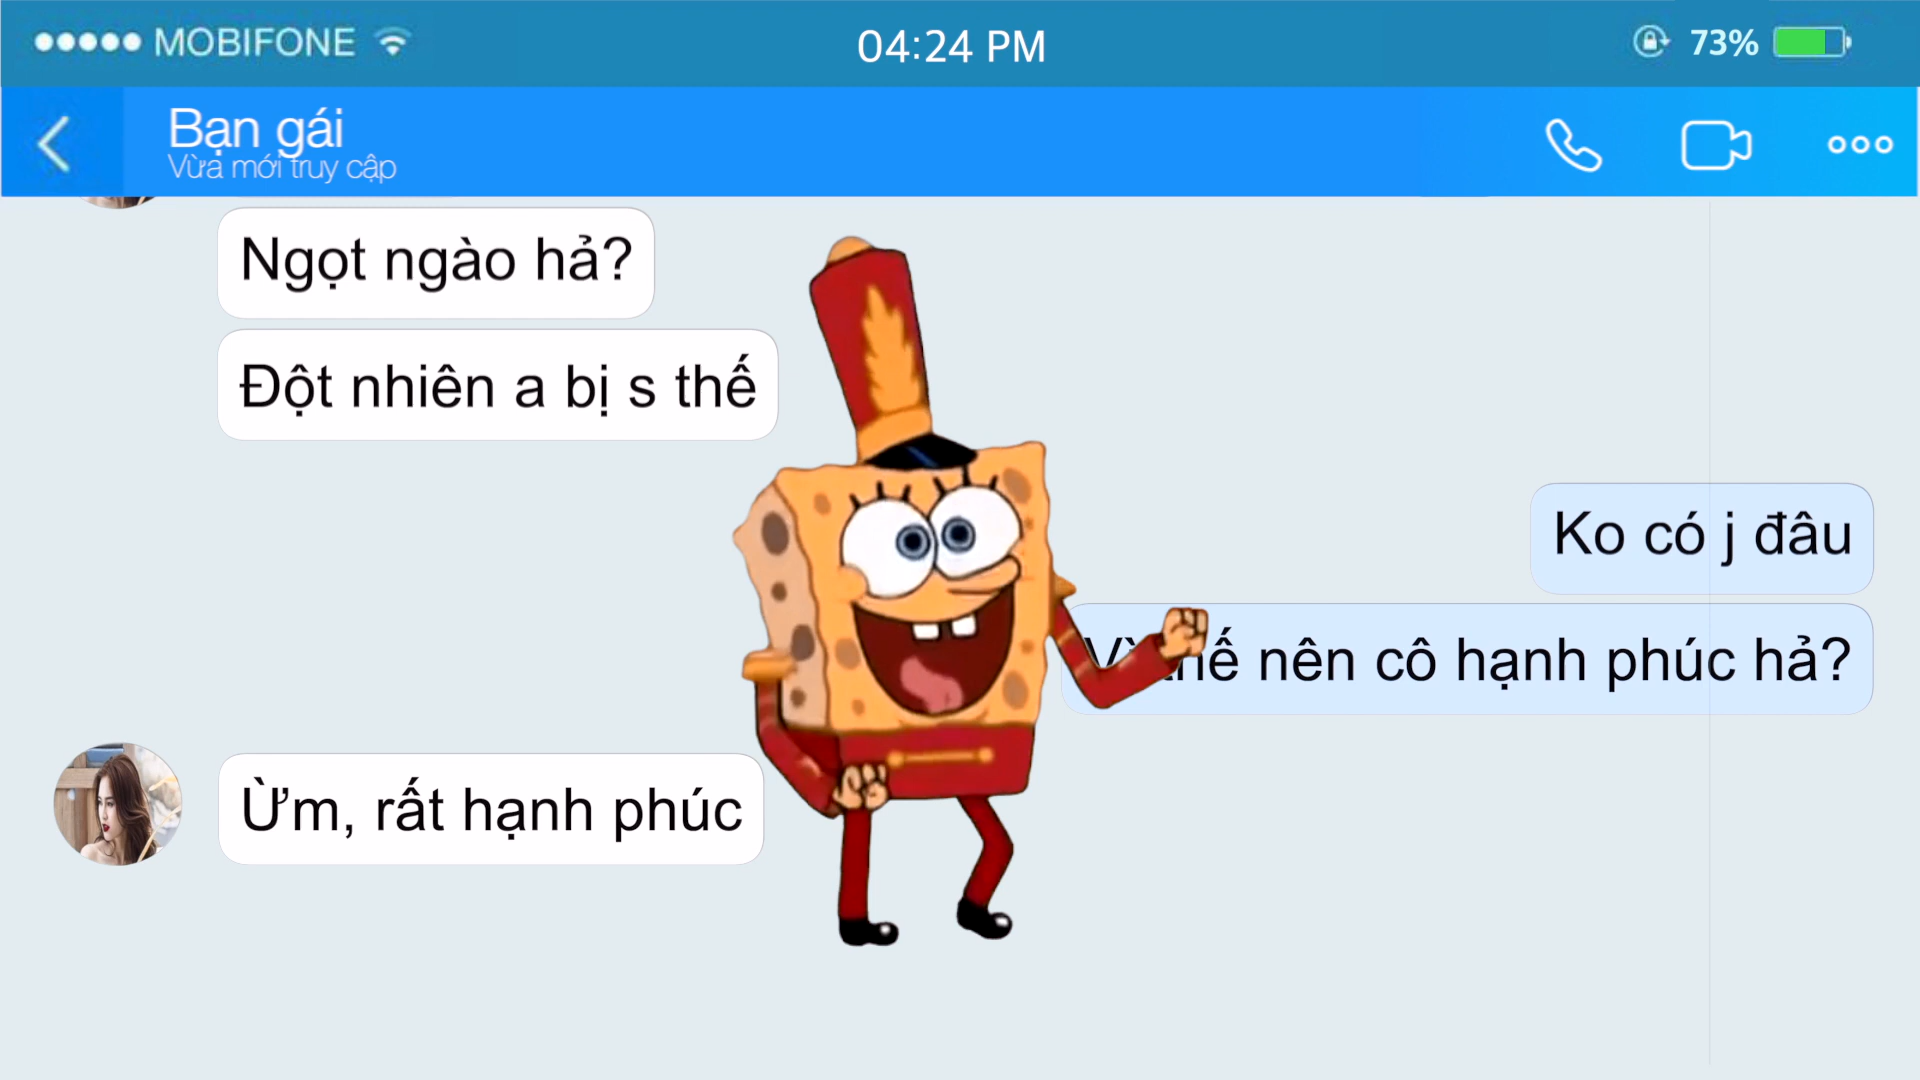 MOBIFONE 04:24 PM 73%
Bạn gái
Vừa mới truy cập
Ngọt ngào hả?
Đột nhiên a bị s thế
Ko có j đâu
nên cô hạnh phúc hả?
Ừm, rất hạnh phúc